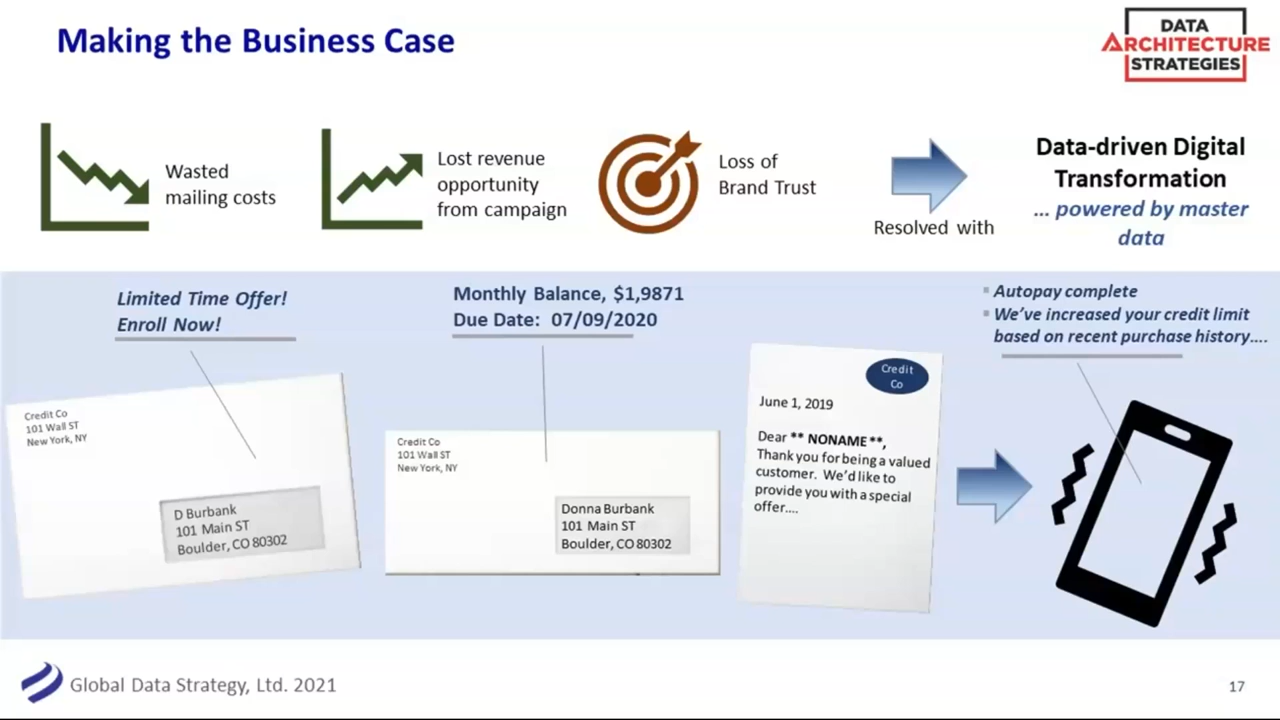 Making the Business Case
DATA
ARCHITECTURE
STRATEGIES
Wasted
mailing costs
Lost revenue
opportunity
from campaign
Loss of
Brand Trust
Resolved with
Data-driven Digital
Transformation
... powered by master
data
Limited Time Offer!
Enroll Now!
Credit Co
101 Wall ST
New York, NY
D Burbank
101 Main ST
Boulder, CO 80302
Monthly Balance, $1,9871
Due Date: 07/09/2020
Credit Co
101 Wall ST
New York, NY
Donna Burbank
101 Main ST
Boulder, CO 80302
Credit
Co
June 1, 2019
Dear ** NONAME **,
Thank you for being a valued
customer. We'd like to
provide you with a special
offer....
Autopay complete
We've increased your credit limit
based on recent purchase history....
Global Data Strategy, Ltd. 2021
17